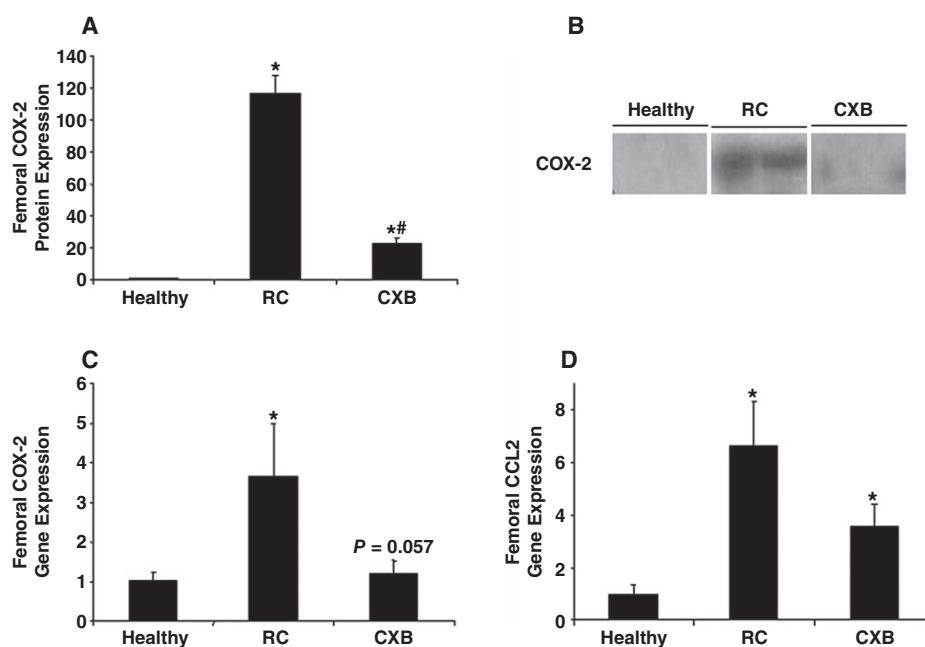 A
Femoral COX-2
Protein Expression
140
120
100
80
60
40
20
0
*
*#
Healthy RC CXB
B
Healthy RC CXB
COX-2
C
Femoral COX-2
Gene Expression
6
5
4
3
2
1
0
*
P = 0.057
Healthy RC CXB
D
Femoral CCL2
Gene Expression
8
6
4
2
0
*
*
Healthy RC CXB